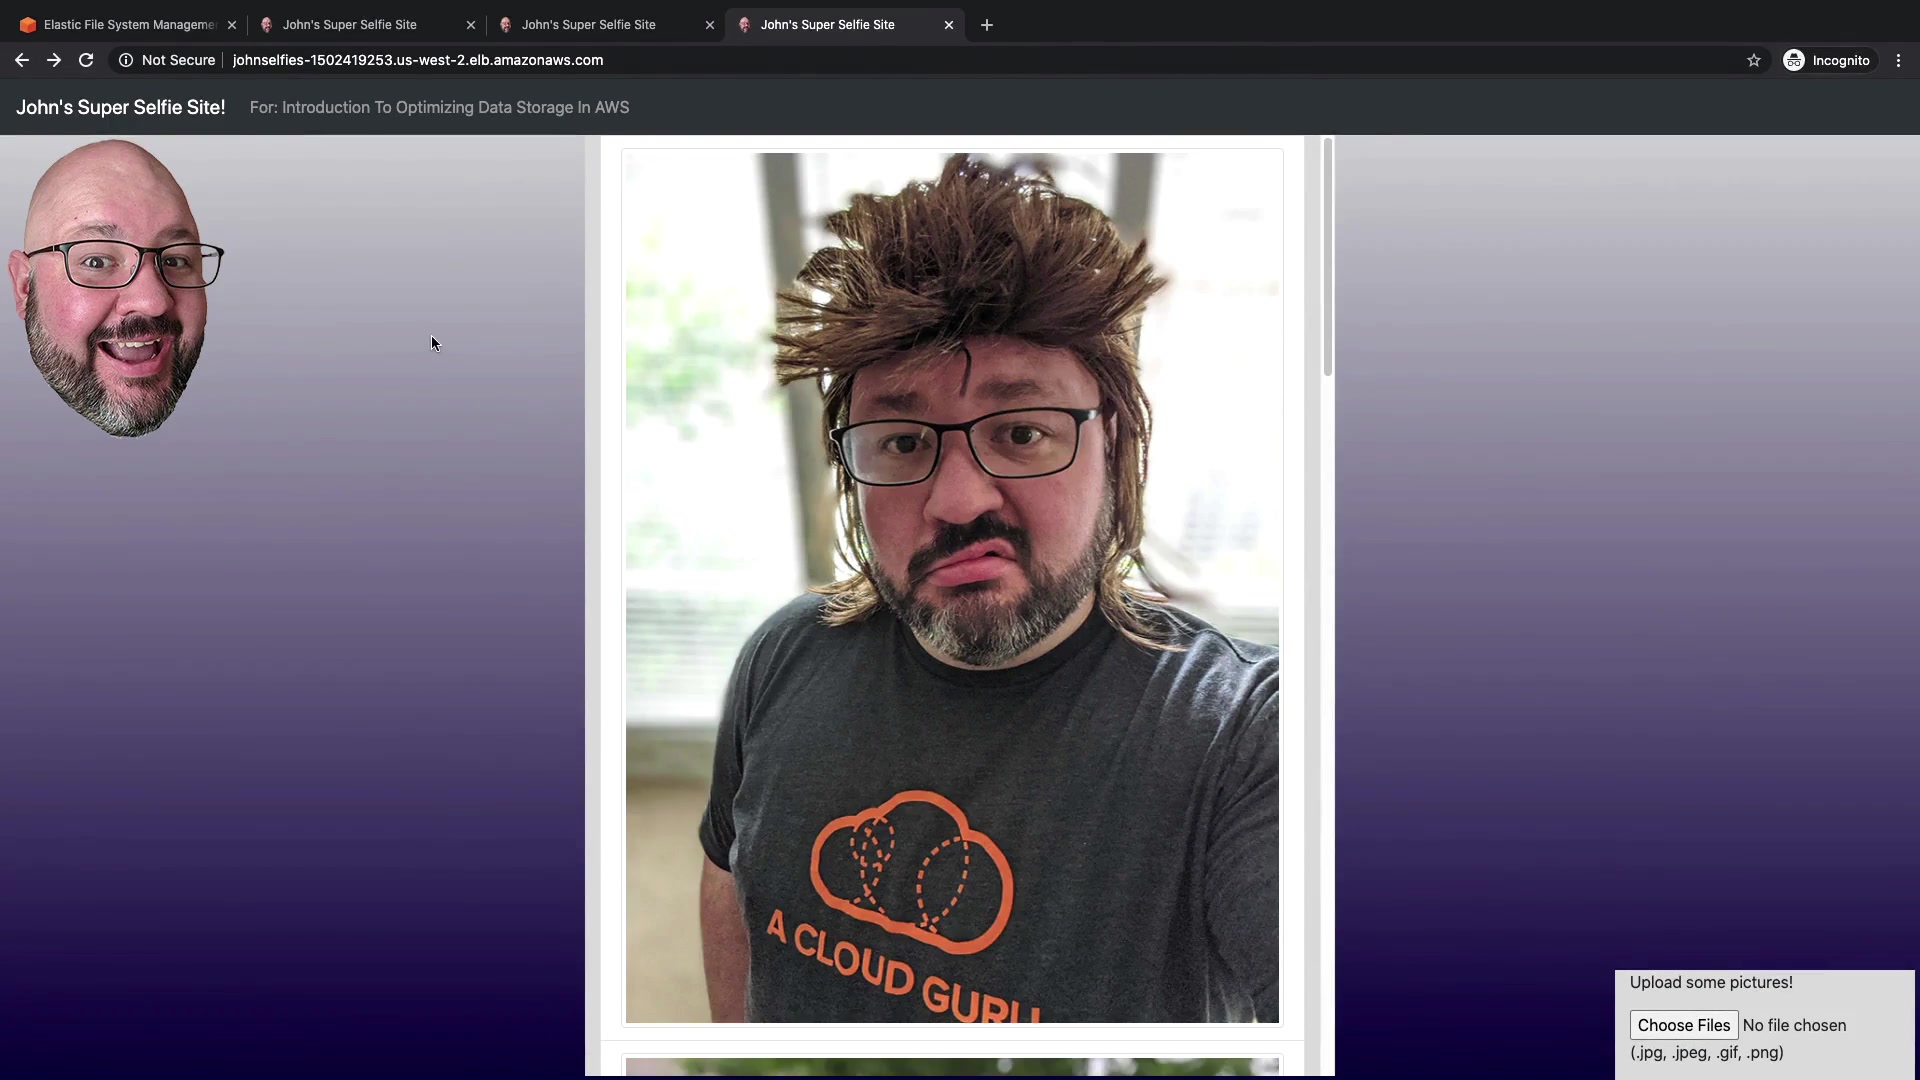 Elastic File System Manageme
John's Super Selfie Site
John's Super Selfie Site
John's Super Selfie Site
Not Secure
johnselfies-1502419253.us-west-2.elb.amazonaws.com
Incognito
John's Super Selfie Site!
For: Introduction To Optimizing Data Storage In AWS
A CLOUD GURU
Upload some pictures!
Choose Files
No file chosen
(.jpg, .jpeg, .gif, .png)